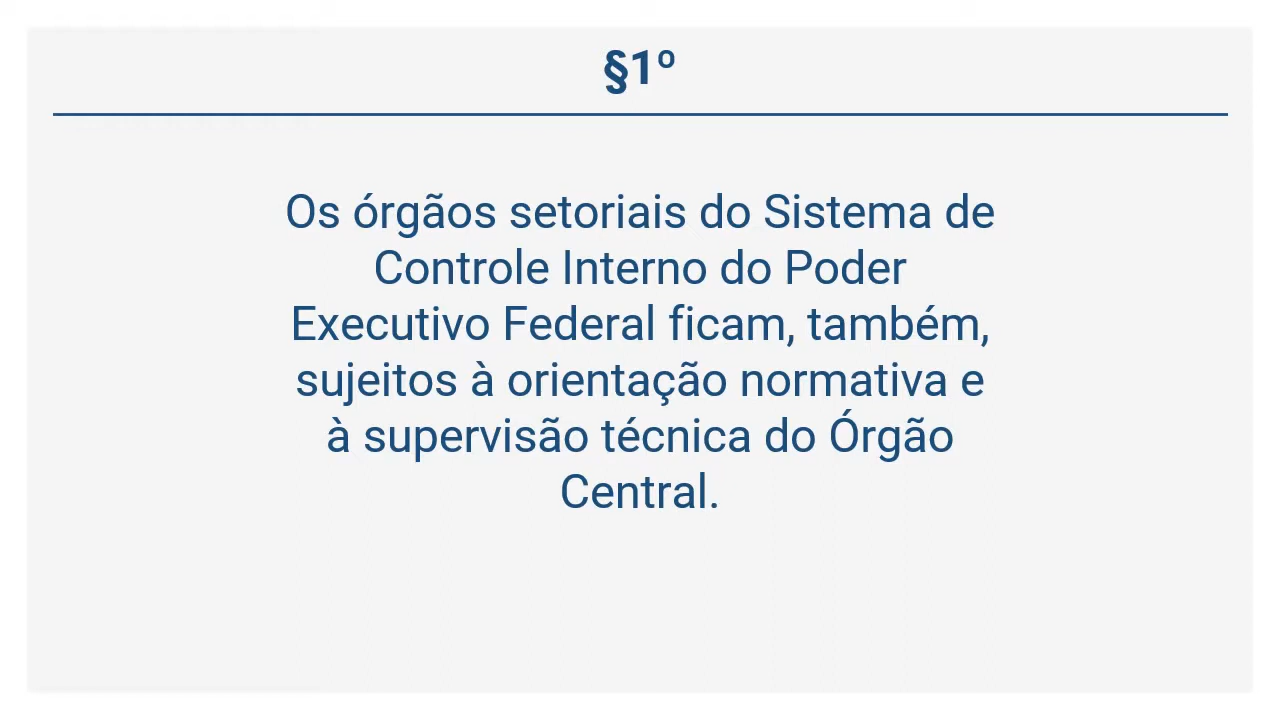 §1º
Os órgãos setoriais do Sistema de
Controle Interno do Poder
Executivo Federal ficam, também,
sujeitos à orientação normativa e
à supervisão técnica do Órgão
Central.